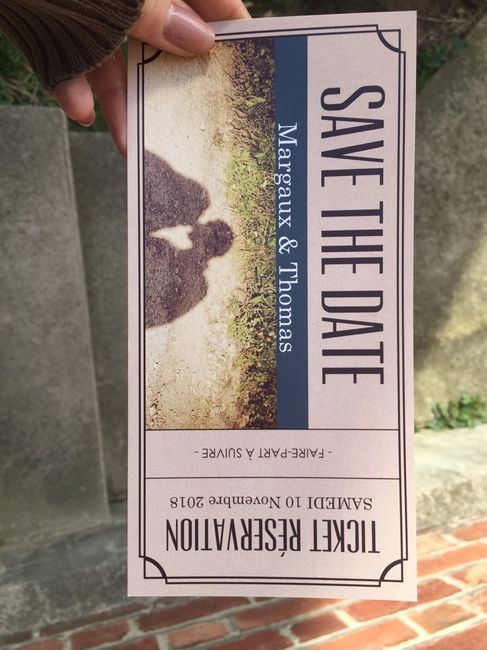 SAVE THE DATE
Margaux & Thomas
- FAIRE-PART À SUIVRE -
TICKET RÉSERVATION
SAMEDI 10 Novembre 2018